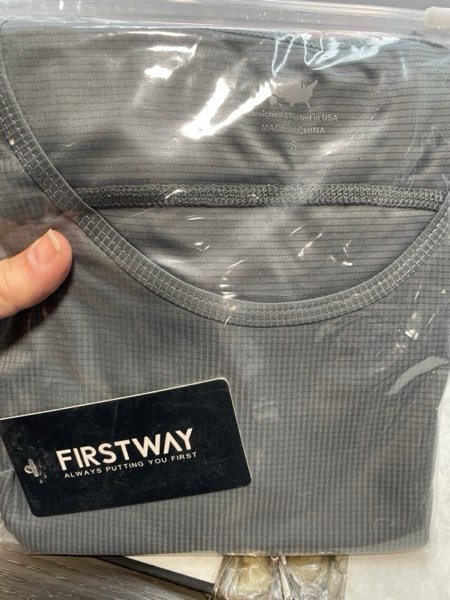 Designed&Tested in USA
MADE IN CHINA
S
FIRSTWAY
ALWAYS PUTTING YOU FIRST